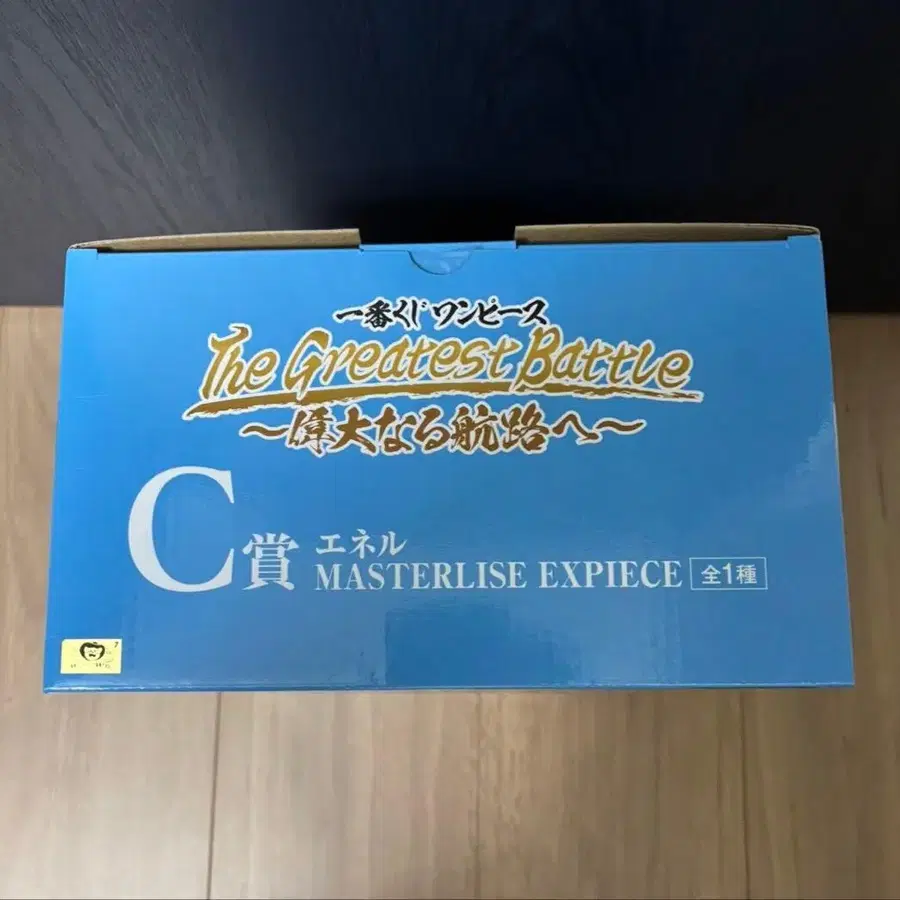 一番くじ ワンピース
The Greatest Battle
～偉大なる航路へ～
C賞 エネル
MASTERLISE EXPIECE 全1種